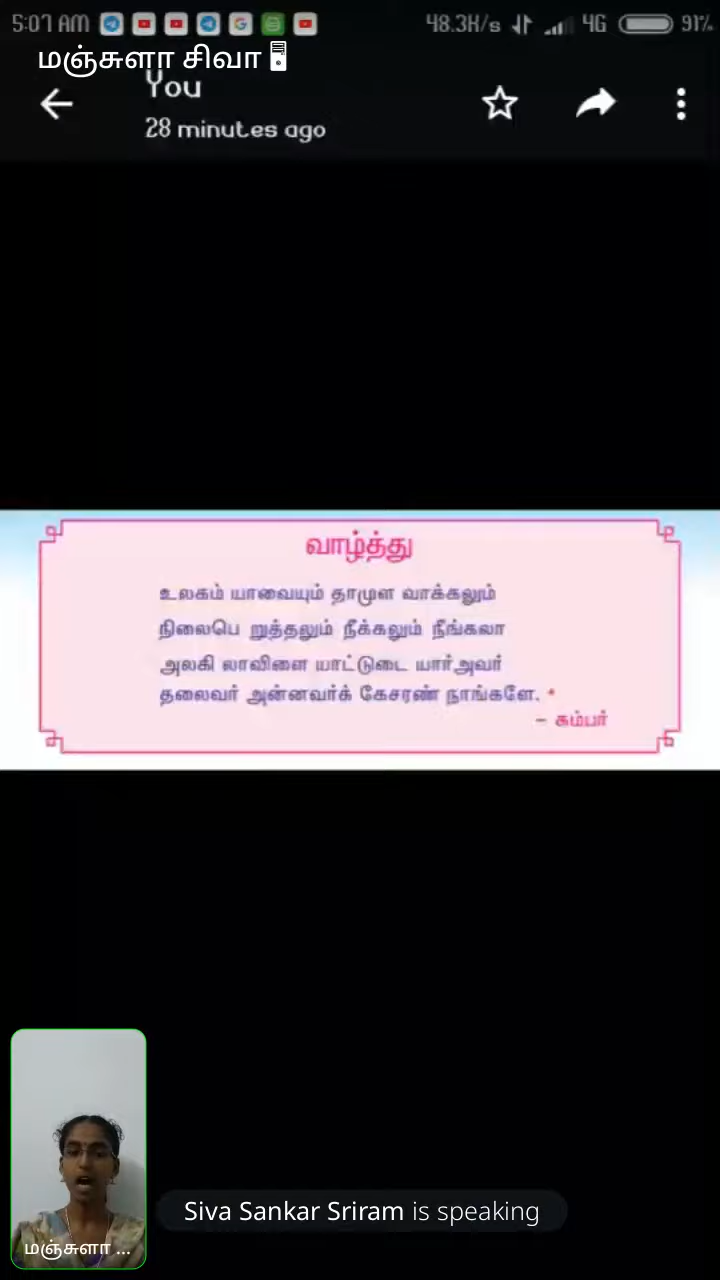 5:07 AM 48.3K/s 4G 91%
மஞ்சுளா சிவா
You
28 minutes ago
வாழ்த்து
உலகம் யாவையும் தாமுள வாக்கலும்
நிலைபெ றுத்தலும் நீக்கலும் நீங்கலா
அலகி லாவிளை யாட்டுடை யார்அவர்
தலைவர் அன்னவர்க் கேசரண் நாங்களே. *
– கம்பர்
மஞ்சுளா ...
Siva Sankar Sriram is speaking